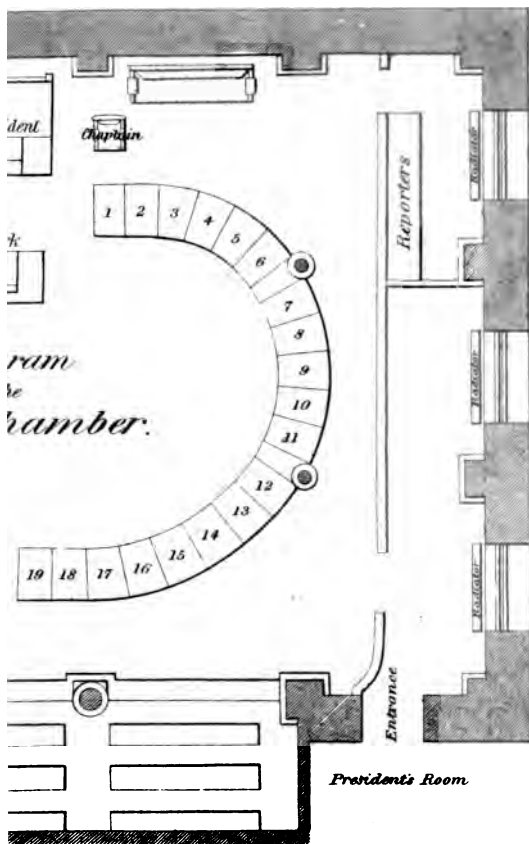 dent
Chaplain
1 2 3 4 5 6 7 8 9 10 11 12 13 14 15 16 17 18 19
Reporters
Radiator
rk
ram
he
hamber.
Radiator
Radiator
Entrance
President's Room